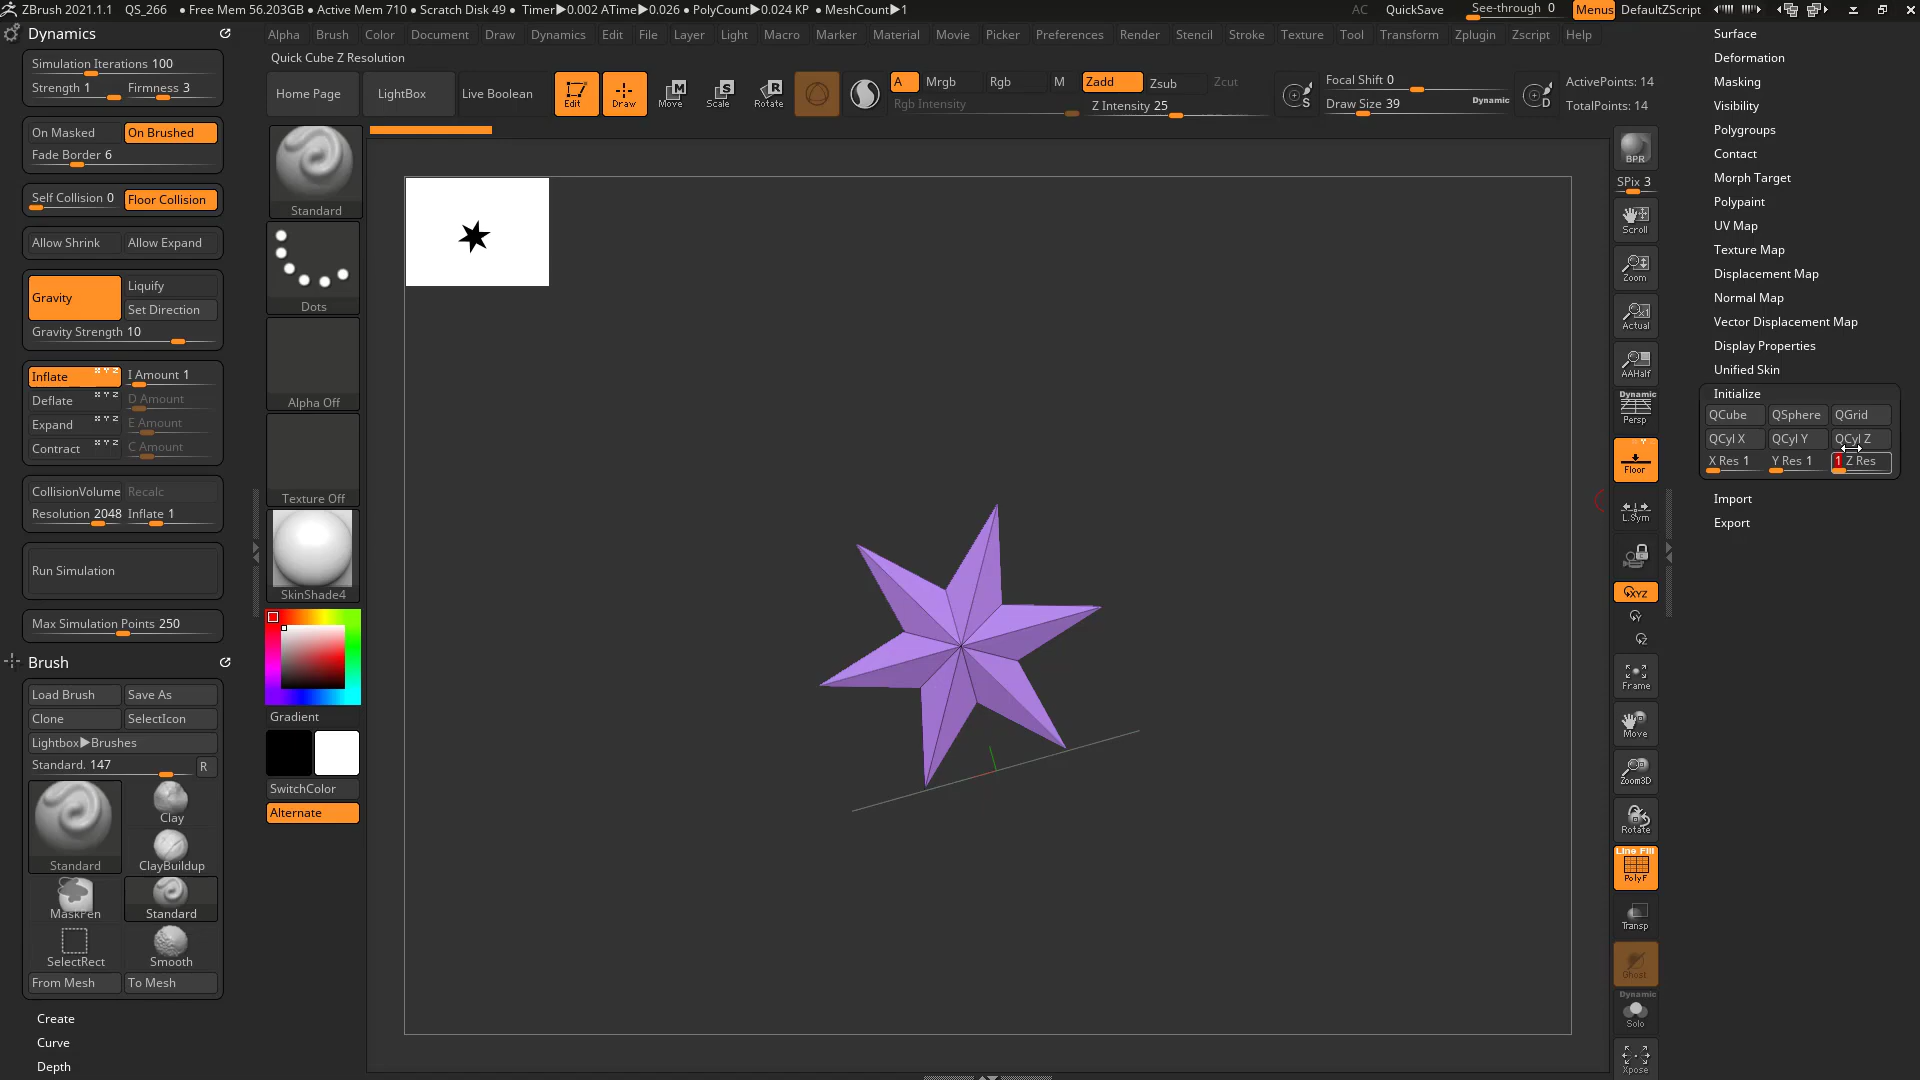 ZBrush 2021.1.1 QS_266 • Free Mem 56.203GB • Active Mem 710 • Scratch Disk 49 • Timer▶0.002 ATime▶0.026 • PolyCount▶0.024 KP • MeshCount▶1 AC QuickSave See-through 0 Menus DefaultZScript
Dynamics
Alpha Brush Color Document Draw Dynamics Edit File Layer Light Macro Marker Material Movie Picker Preferences Render Stencil Stroke Texture Tool Transform Zplugin Zscript Help
Quick Cube Z Resolution
Simulation Iterations 100
Strength 1 Firmness 3
On Masked On Brushed
Fade Border 6
Self Collision 0 Floor Collision
Allow Shrink Allow Expand
Gravity Liquify
Set Direction
Gravity Strength 10
Inflate X Y Z I Amount 1
Deflate X Y Z D Amount
Expand X Y Z E Amount
Contract X Y Z C Amount
CollisionVolume Recalc
Resolution 2048 Inflate 1
Run Simulation
Max Simulation Points 250
Brush
Load Brush Save As
Clone SelectIcon
Lightbox▶Brushes
Standard. 147 R
Clay
Standard ClayBuildup
MaskPen Standard
SelectRect Smooth
From Mesh To Mesh
Create
Curve
Depth
Home Page LightBox Live Boolean Edit Draw Move Scale Rotate
A Mrgb Rgb M Zadd Zsub Zcut
Rgb Intensity Z Intensity 25
S Focal Shift 0
Draw Size 39 Dynamic D
ActivePoints: 14
TotalPoints: 14
Standard
Dots
Alpha Off
Texture Off
SkinShade4
Gradient
SwitchColor
Alternate
BPR
SPix 3
Scroll
Zoom
Actual
AAHalf
Dynamic
Persp
Floor
L.Sym
XYZ
Y
Z
Frame
Move
Zoom3D
Rotate
Line Fill
PolyF
Transp
Ghost
Dynamic
Solo
Xpose
Surface
Deformation
Masking
Visibility
Polygroups
Contact
Morph Target
Polypaint
UV Map
Texture Map
Displacement Map
Normal Map
Vector Displacement Map
Display Properties
Unified Skin
Initialize
QCube QSphere QGrid
QCyl X QCyl Y QCyl Z
X Res 1 Y Res 1 1 Z Res
Import
Export